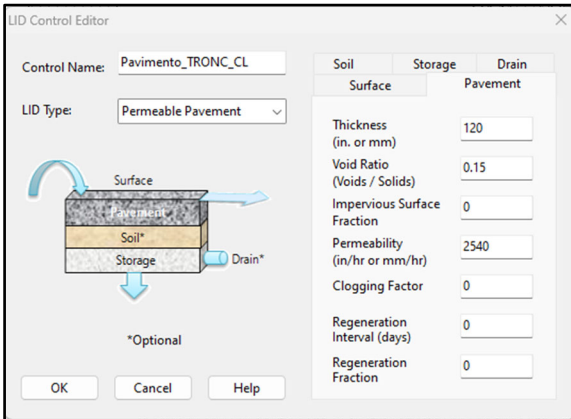 LID Control Editor
Control Name: Pavimento_TRONC_CL
LID Type: Permeable Pavement
Surface
Pavement
Soil*
Storage
Drain*
*Optional
OK Cancel Help
Soil Storage Drain
Surface Pavement
Thickness
(in. or mm) 120
Void Ratio
(Voids / Solids) 0.15
Impervious Surface
Fraction 0
Permeability
(in/hr or mm/hr) 2540
Clogging Factor 0
Regeneration
Interval (days) 0
Regeneration
Fraction 0